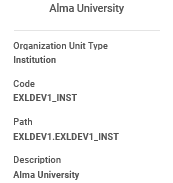 Alma University
Organization Unit Type
Institution
Code
EXLDEV1_INST
Path
EXLDEV1.EXLDEV1_INST
Description
Alma University